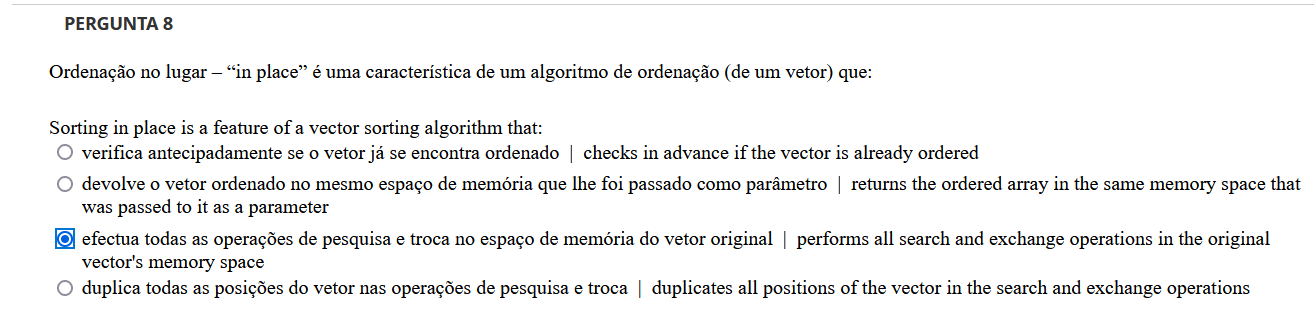 PERGUNTA 8
Ordenação no lugar – “in place” é uma característica de um algoritmo de ordenação (de um vetor) que:
Sorting in place is a feature of a vector sorting algorithm that:
verifica antecipadamente se o vetor já se encontra ordenado | checks in advance if the vector is already ordered
devolve o vetor ordenado no mesmo espaço de memória que lhe foi passado como parâmetro | returns the ordered array in the same memory space that
was passed to it as a parameter
efectua todas as operações de pesquisa e troca no espaço de memória do vetor original | performs all search and exchange operations in the original
vector's memory space
duplica todas as posições do vetor nas operações de pesquisa e troca | duplicates all positions of the vector in the search and exchange operations